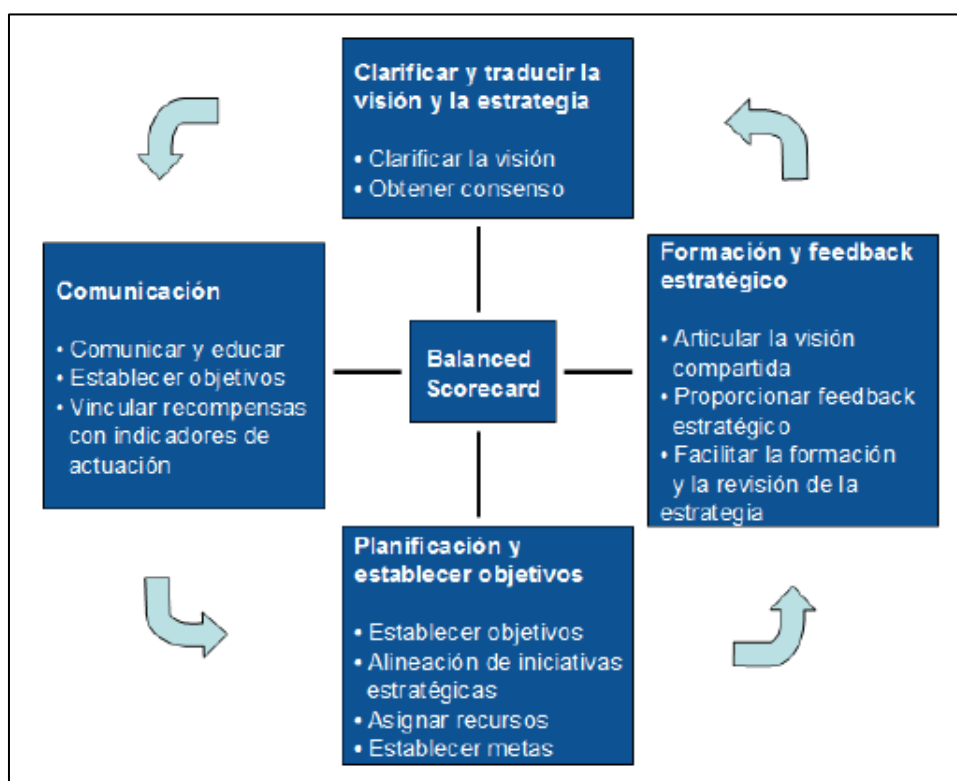 Clarificar y traducir la
visión y la estrategia
• Clarificar la visión
• Obtener consenso
Comunicación
• Comunicar y educar
• Establecer objetivos
• Vincular recompensas
con indicadores de
actuación
Balanced
Scorecard
Formación y feedback
estratégico
• Articular la visión
compartida
• Proporcionar feedback
estratégico
• Facilitar la formación
y la revisión de la
estrategia
Planificación y
establecer objetivos
• Establecer objetivos
• Alineación de iniciativas
estratégicas
• Asignar recursos
• Establecer metas